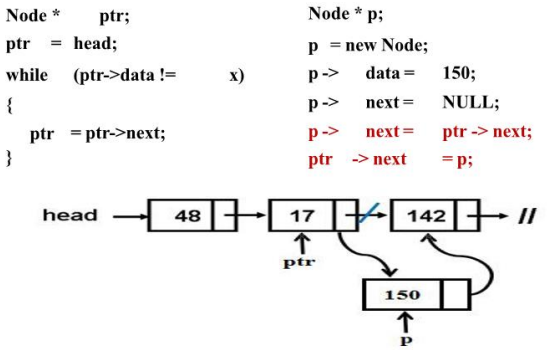 Node * ptr;
ptr = head;
while (ptr->data != x)
{
ptr = ptr->next;
}
Node * p;
p = new Node;
p -> data = 150;
p -> next = NULL;
p -> next = ptr -> next;
ptr -> next = p;
head 48 17 142 //
ptr
150
P